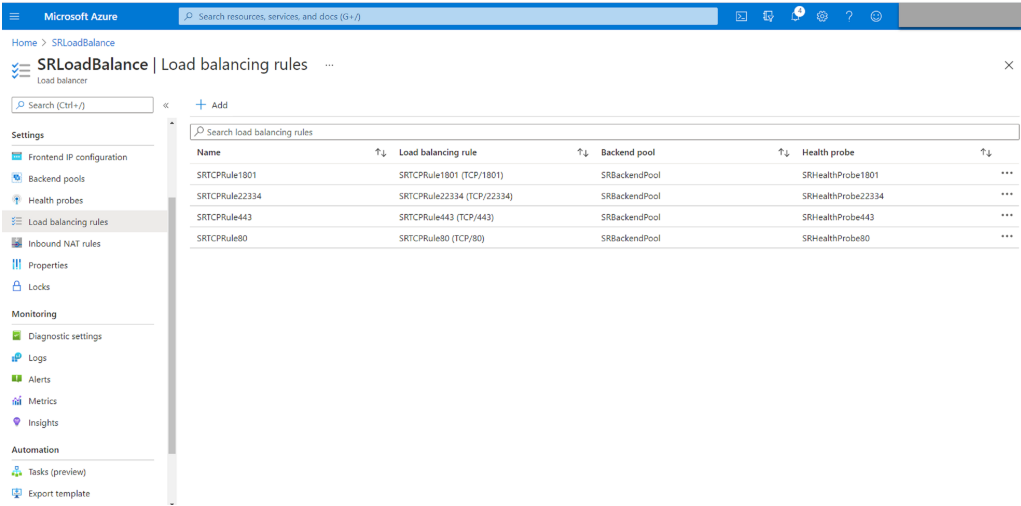 Microsoft Azure
Search resources, services, and docs (G+/)
4
Home > SRLoadBalance
SRLoadBalance | Load balancing rules ...
Load balancer
Search (Ctrl+/)
«
+ Add
Search load balancing rules
Settings
Frontend IP configuration
Backend pools
Health probes
Load balancing rules
Inbound NAT rules
Properties
Locks
Monitoring
Diagnostic settings
Logs
Alerts
Metrics
Insights
Automation
Tasks (preview)
Export template
Name ↑↓ Load balancing rule ↑↓ Backend pool ↑↓ Health probe ↑↓
SRTCPRule1801 SRTCPRule1801 (TCP/1801) SRBackendPool SRHealthProbe1801 ...
SRTCPRule22334 SRTCPRule22334 (TCP/22334) SRBackendPool SRHealthProbe22334 ...
SRTCPRule443 SRTCPRule443 (TCP/443) SRBackendPool SRHealthProbe443 ...
SRTCPRule80 SRTCPRule80 (TCP/80) SRBackendPool SRHealthProbe80 ...